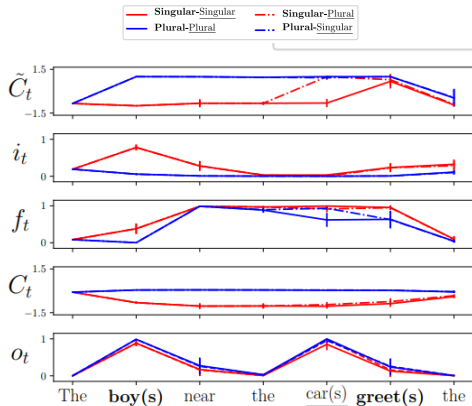 Singular-Singular Singular-Plural
Plural-Plural Plural-Singular
C̃t 1.5 −1.5
it 1 0
ft 1 0
Ct 1.5 −1.5
ot 1 0
The boy(s) near the car(s) greet(s) the